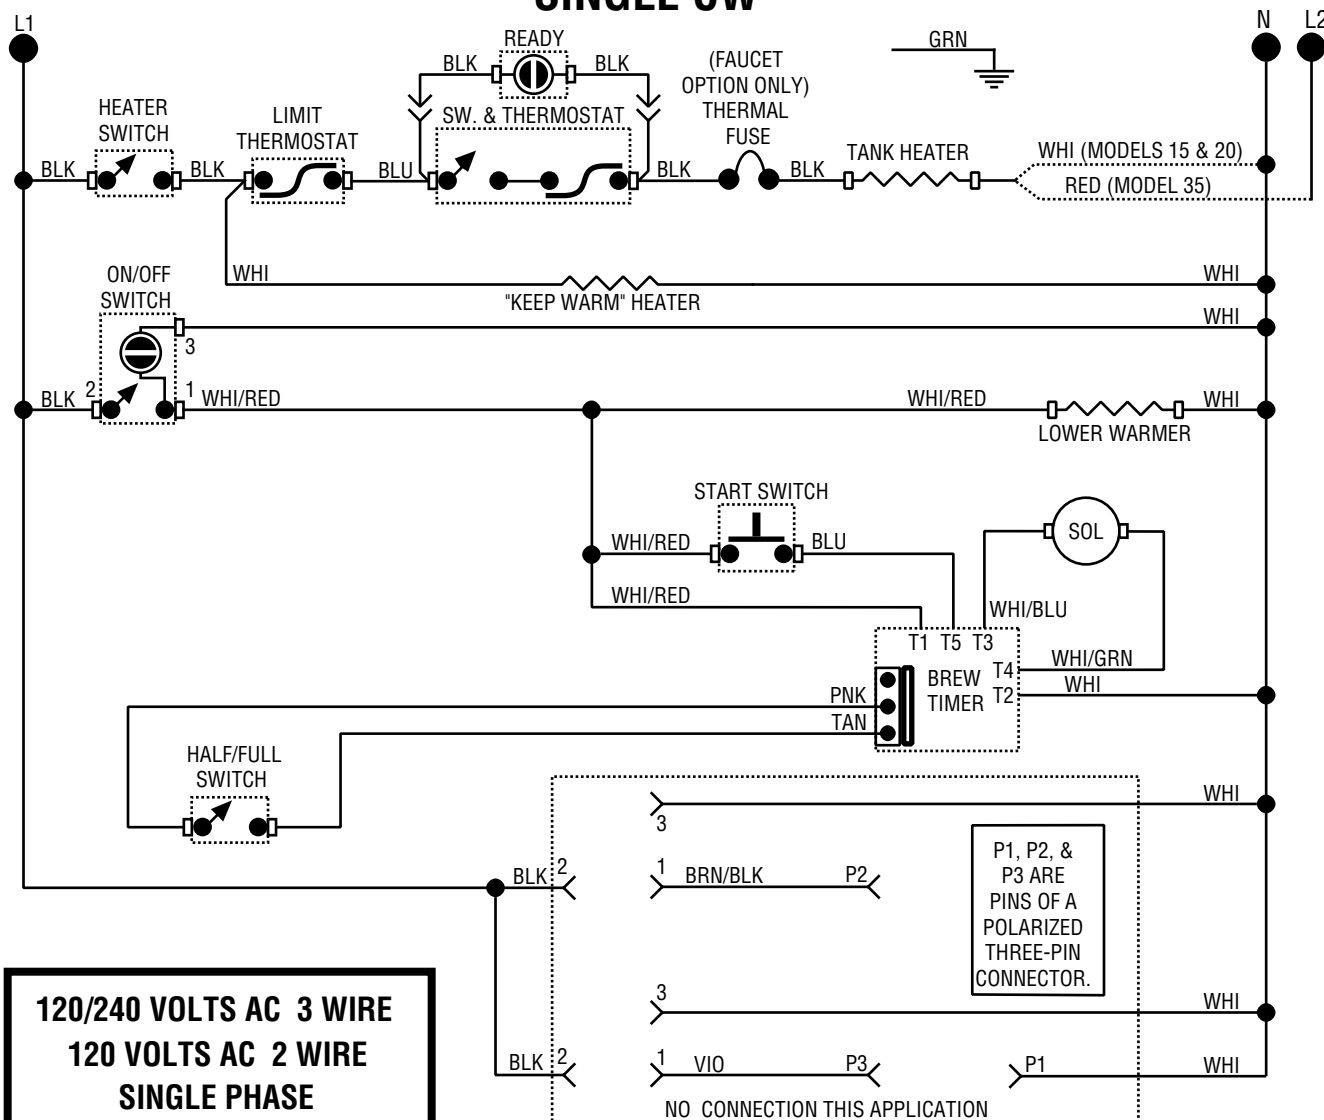 SINGLE SW
L1
N
L2
READY
GRN
BLK
BLK
(FAUCET
OPTION ONLY)
THERMAL
FUSE
HEATER
SWITCH
LIMIT
THERMOSTAT
SW. & THERMOSTAT
TANK HEATER
WHI (MODELS 15 & 20)
RED (MODEL 35)
BLK
BLK
BLU
BLK
BLK
WHI
"KEEP WARM" HEATER
WHI
ON/OFF
SWITCH
3
WHI
BLK
2
1
WHI/RED
WHI/RED
WHI
LOWER WARMER
START SWITCH
WHI/RED
BLU
SOL
WHI/RED
WHI/BLU
T1
T5
T3
T4
WHI/GRN
BREW
TIMER
T2
WHI
PNK
TAN
HALF/FULL
SWITCH
3
WHI
BLK
2
1
BRN/BLK
P2
P1, P2, &
P3 ARE
PINS OF A
POLARIZED
THREE-PIN
CONNECTOR.
3
WHI
BLK
2
1
VIO
P3
P1
WHI
NO CONNECTION THIS APPLICATION
120/240 VOLTS AC 3 WIRE
120 VOLTS AC 2 WIRE
SINGLE PHASE